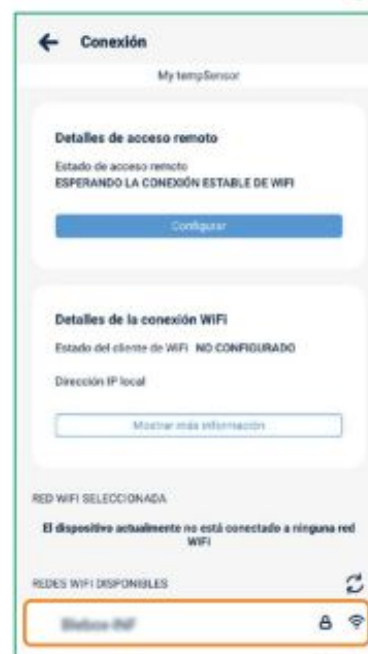 Conexión
My tempSensor
Detalles de acceso remoto
Estado de acceso remoto
ESPERANDO LA CONEXIÓN ESTABLE DE WIFI
Configurar
Detalles de la conexión WiFi
Estado del cliente de WiFi NO CONFIGURADO
Dirección IP local
Mostrar más información
RED WIFI SELECCIONADA
El dispositivo actualmente no está conectado a ninguna red
WiFi
REDES WIFI DISPONIBLES